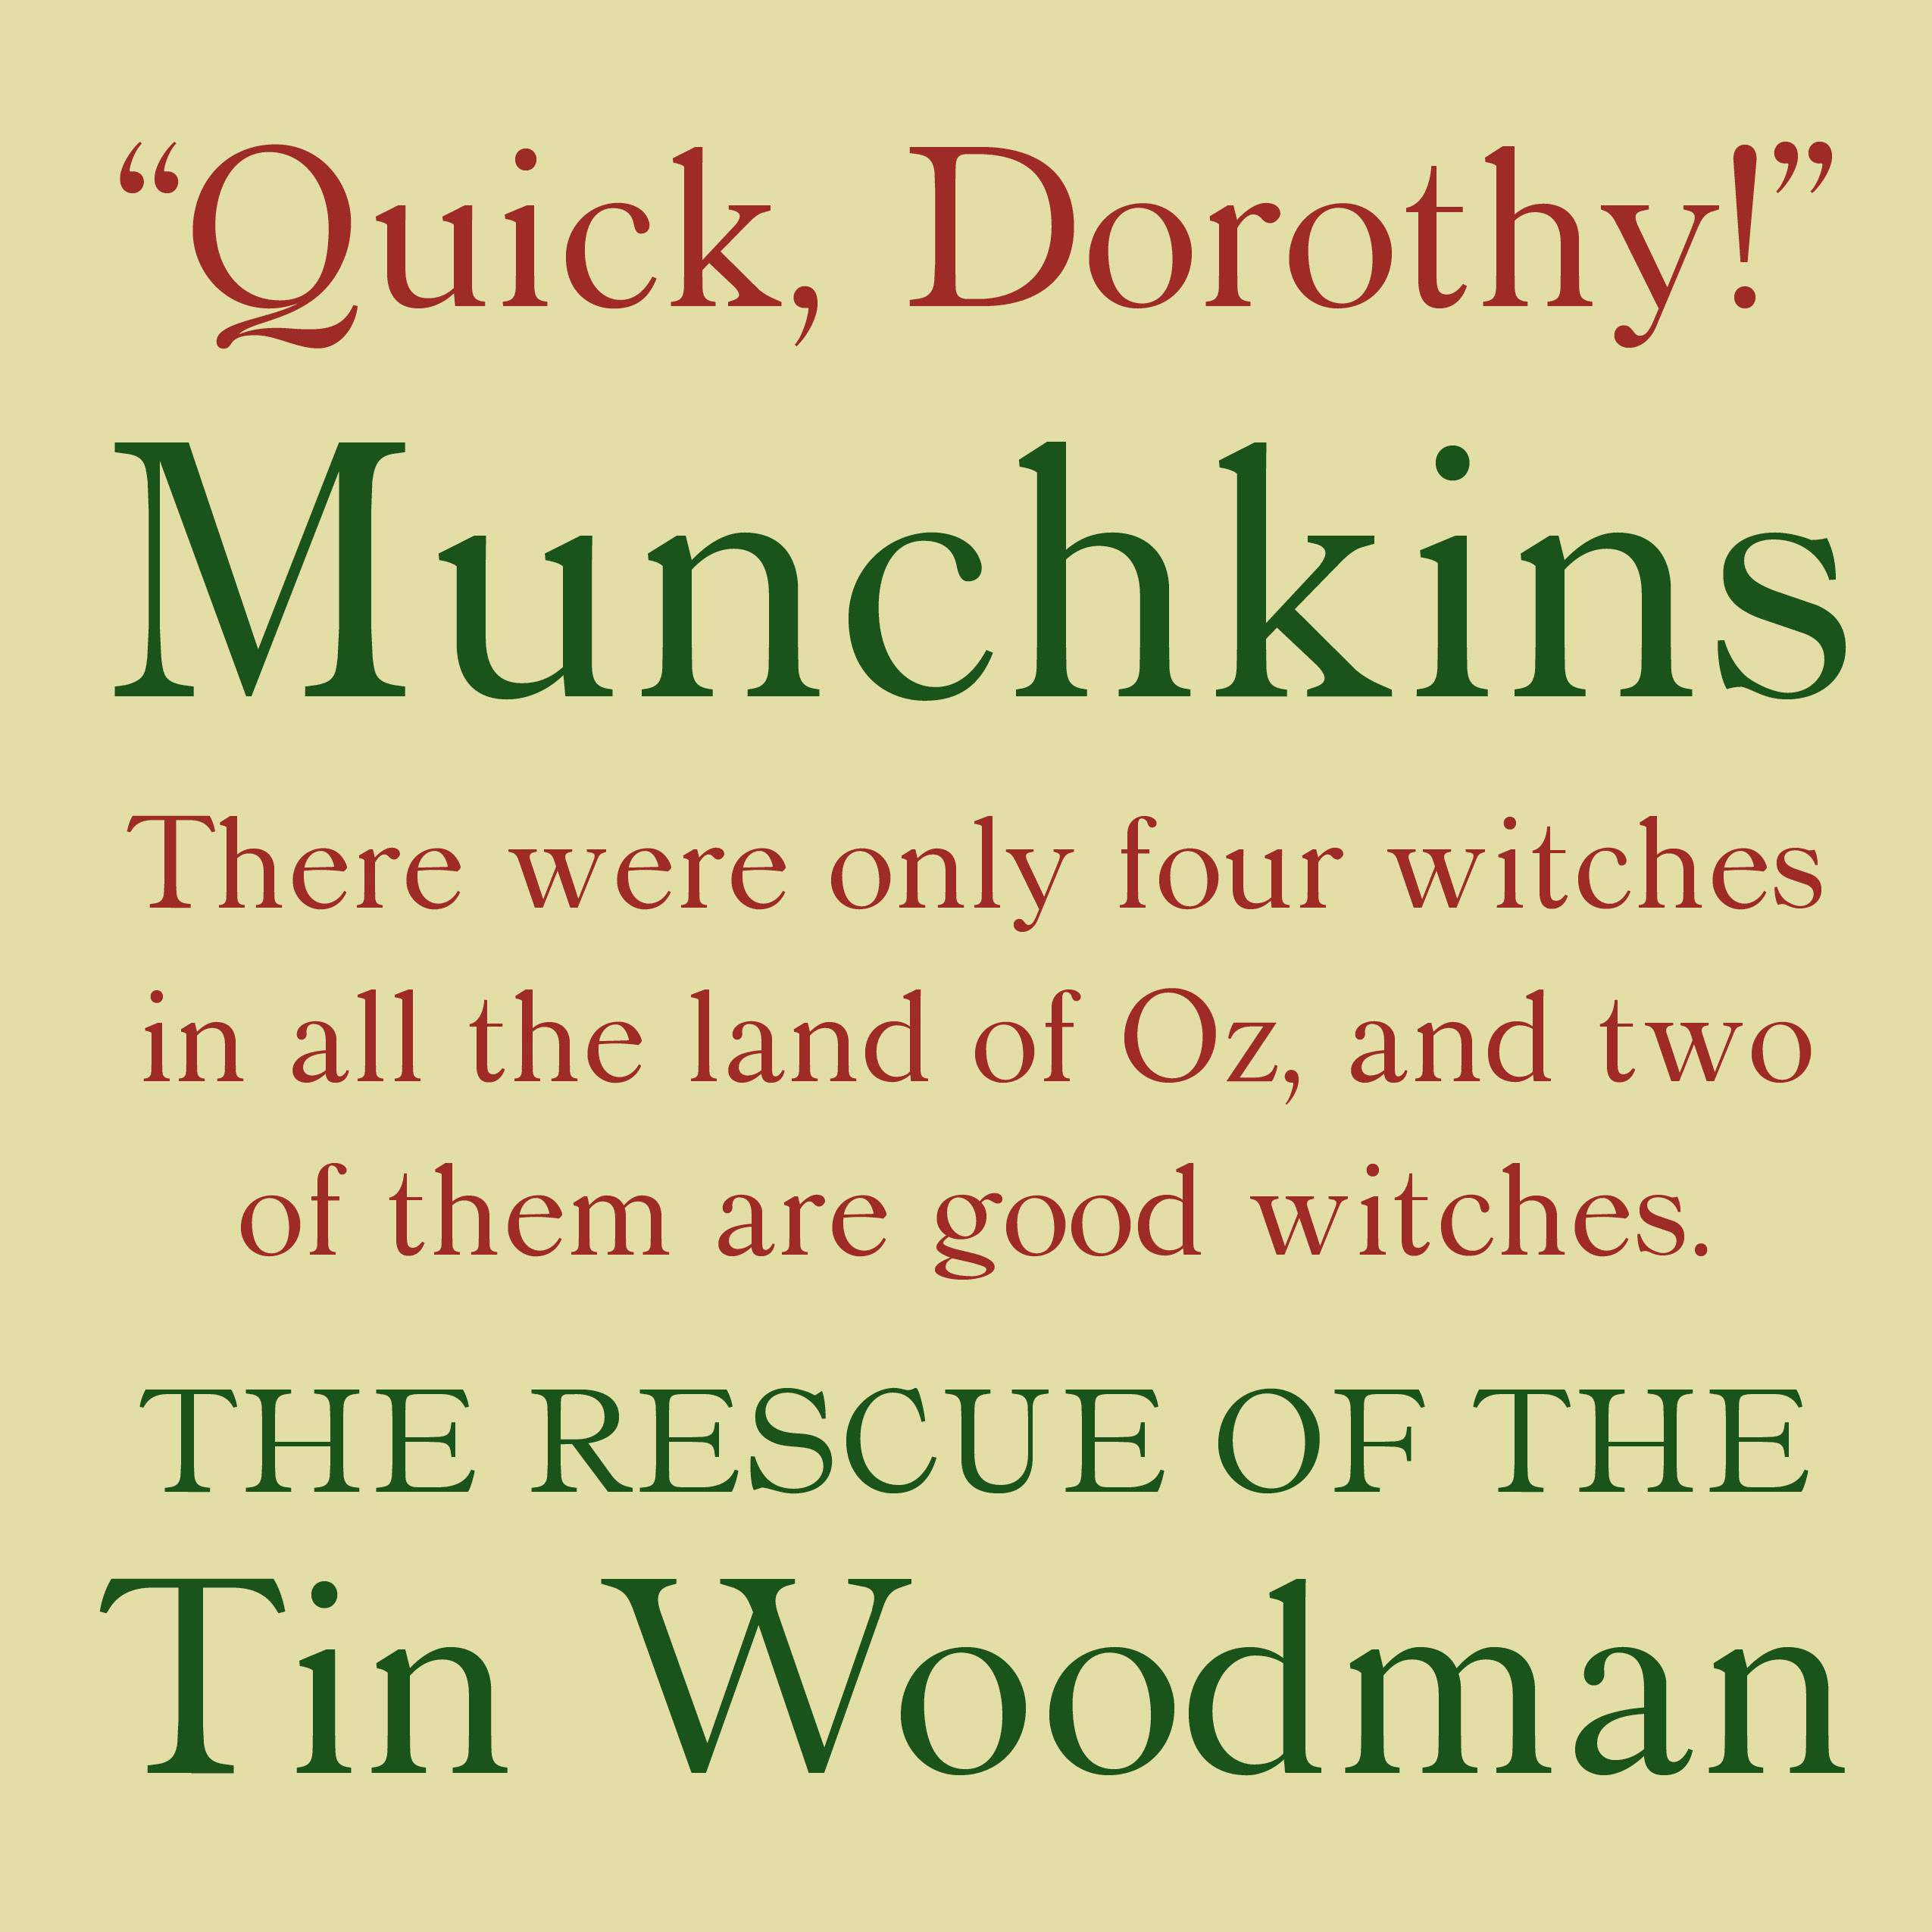 “Quick, Dorothy!”
Munchkins
There were only four witches
in all the land of Oz, and two
of them are good witches.
THE RESCUE OF THE
Tin Woodman